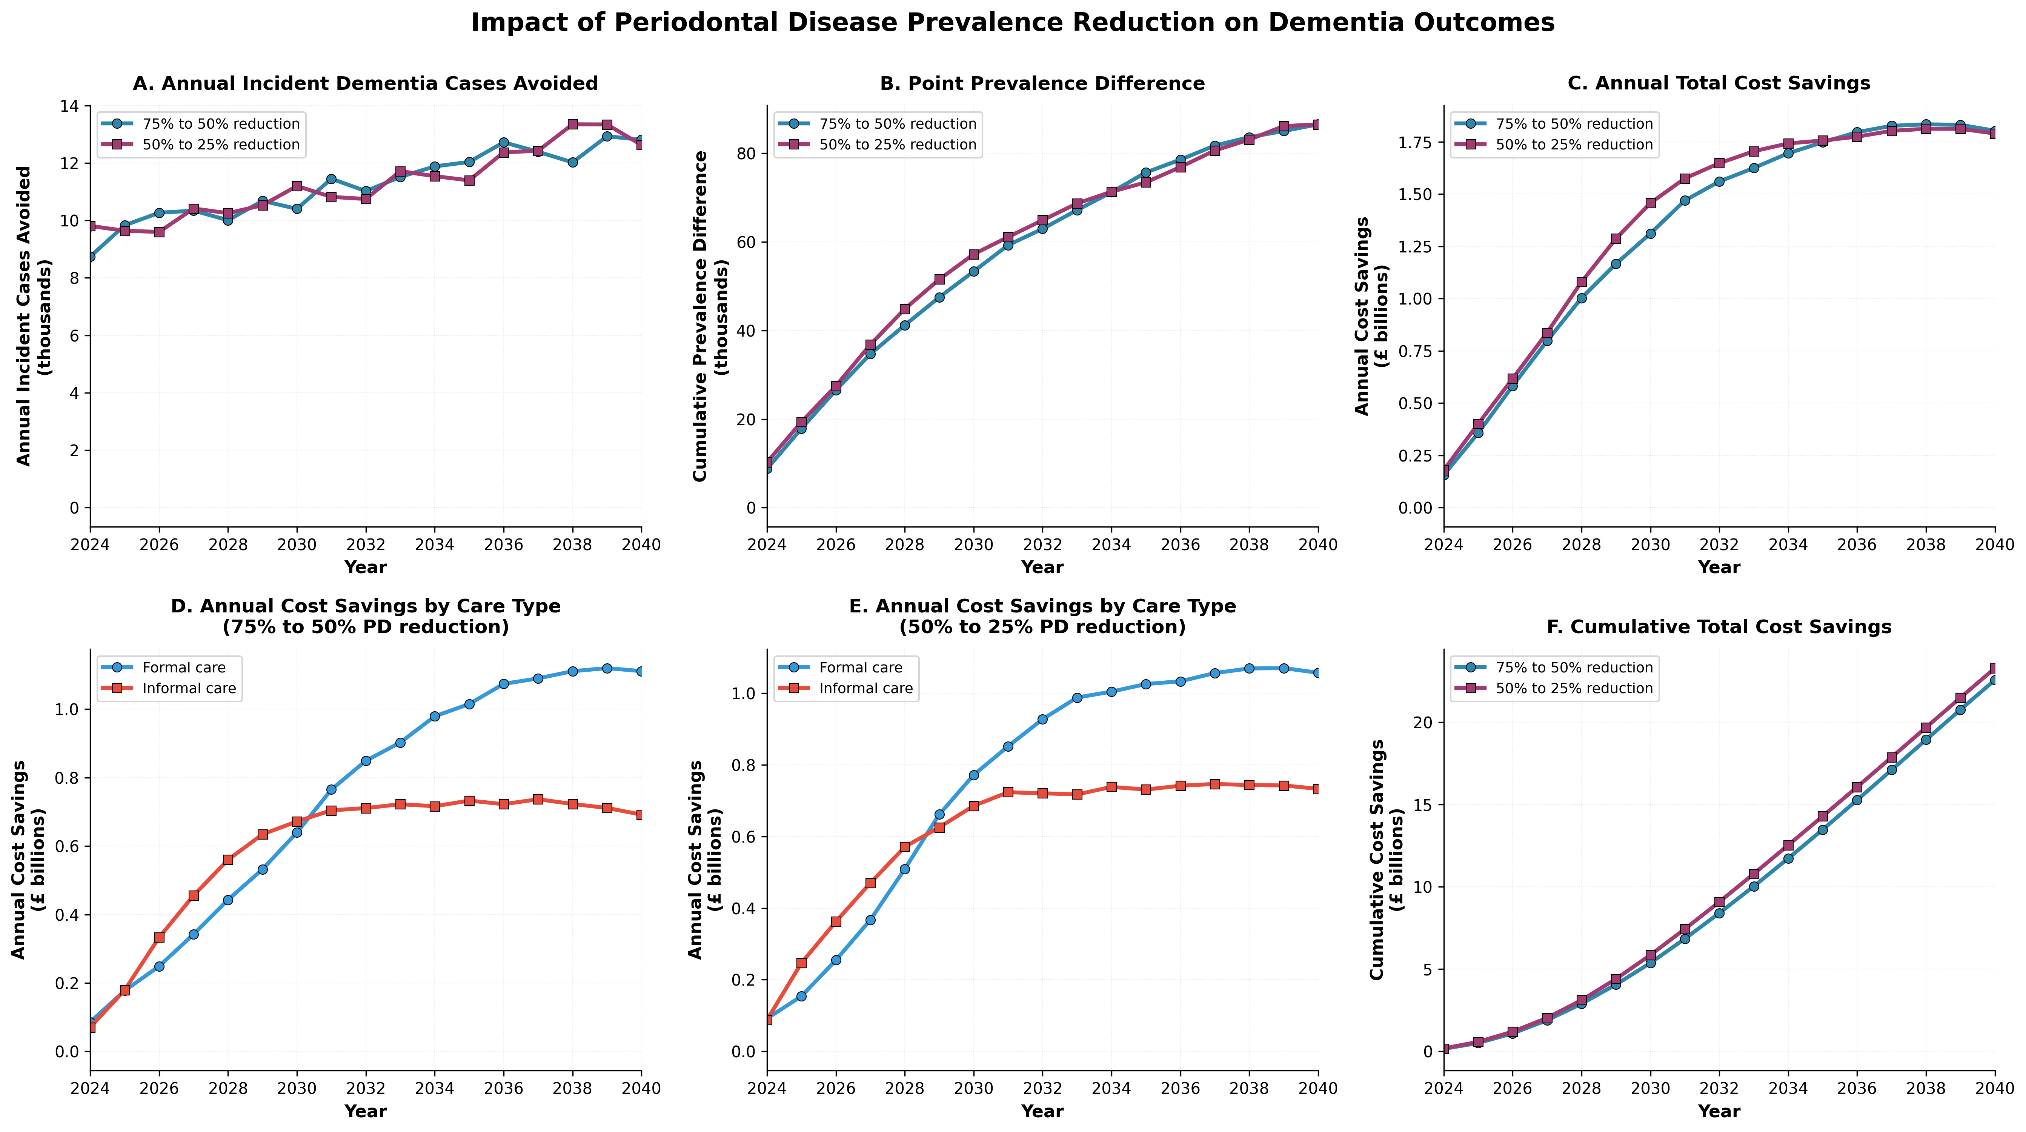 Impact of Periodontal Disease Prevalence Reduction on Dementia Outcomes
A. Annual Incident Dementia Cases Avoided
75% to 50% reduction
50% to 25% reduction
Annual Incident Cases Avoided
(thousands)
14
12
10
8
6
4
2
0
2024 2026 2028 2030 2032 2034 2036 2038 2040
Year
B. Point Prevalence Difference
75% to 50% reduction
50% to 25% reduction
Cumulative Prevalence Difference
(thousands)
80
60
40
20
0
2024 2026 2028 2030 2032 2034 2036 2038 2040
Year
C. Annual Total Cost Savings
75% to 50% reduction
50% to 25% reduction
Annual Cost Savings
(£ billions)
1.75
1.50
1.25
1.00
0.75
0.50
0.25
0.00
2024 2026 2028 2030 2032 2034 2036 2038 2040
Year
D. Annual Cost Savings by Care Type
(75% to 50% PD reduction)
Formal care
Informal care
Annual Cost Savings
(£ billions)
1.0
0.8
0.6
0.4
0.2
0.0
2024 2026 2028 2030 2032 2034 2036 2038 2040
Year
E. Annual Cost Savings by Care Type
(50% to 25% PD reduction)
Formal care
Informal care
Annual Cost Savings
(£ billions)
1.0
0.8
0.6
0.4
0.2
0.0
2024 2026 2028 2030 2032 2034 2036 2038 2040
Year
F. Cumulative Total Cost Savings
75% to 50% reduction
50% to 25% reduction
Cumulative Cost Savings
(£ billions)
20
15
10
5
0
2024 2026 2028 2030 2032 2034 2036 2038 2040
Year